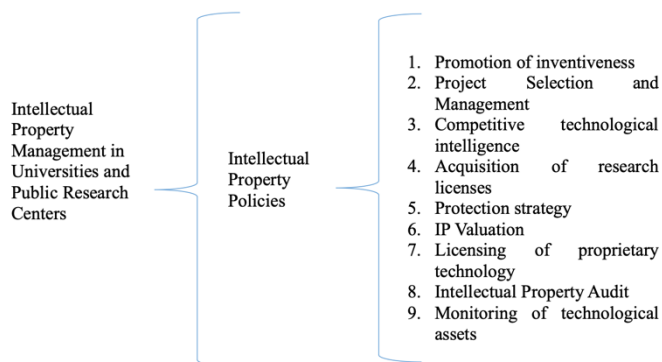 Intellectual
Property
Management in
Universities and
Public Research
Centers
Intellectual
Property
Policies
1. Promotion of inventiveness
2. Project Selection and
Management
3. Competitive technological
intelligence
4. Acquisition of research
licenses
5. Protection strategy
6. IP Valuation
7. Licensing of proprietary
technology
8. Intellectual Property Audit
9. Monitoring of technological
assets